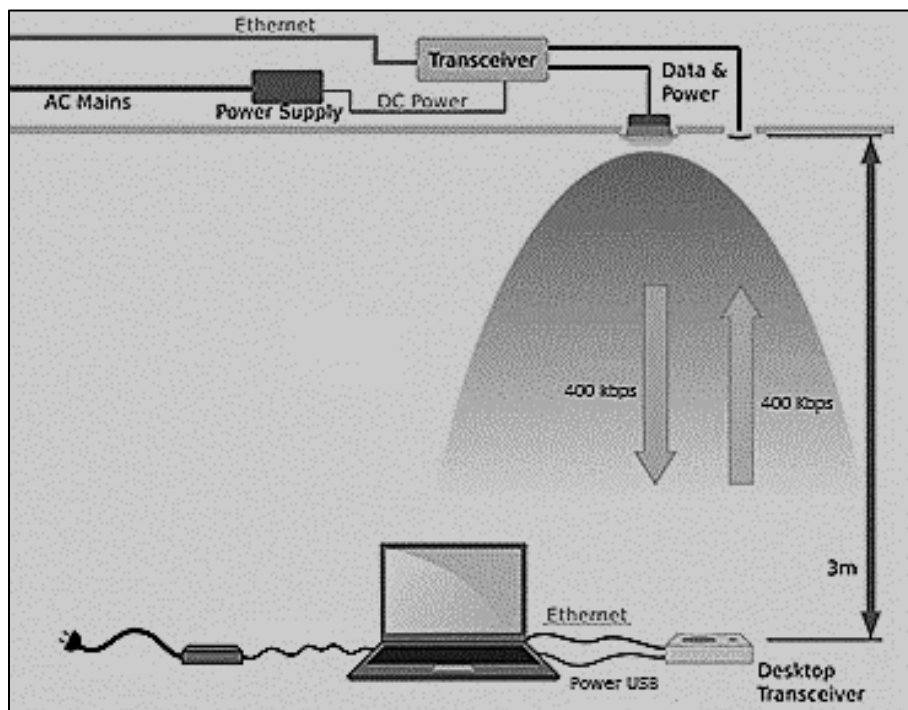 Ethernet
Transceiver
AC Mains
Power Supply
DC Power
Data &
Power
400 kbps
400 Kbps
3m
Ethernet
Power USB
Desktop
Transceiver